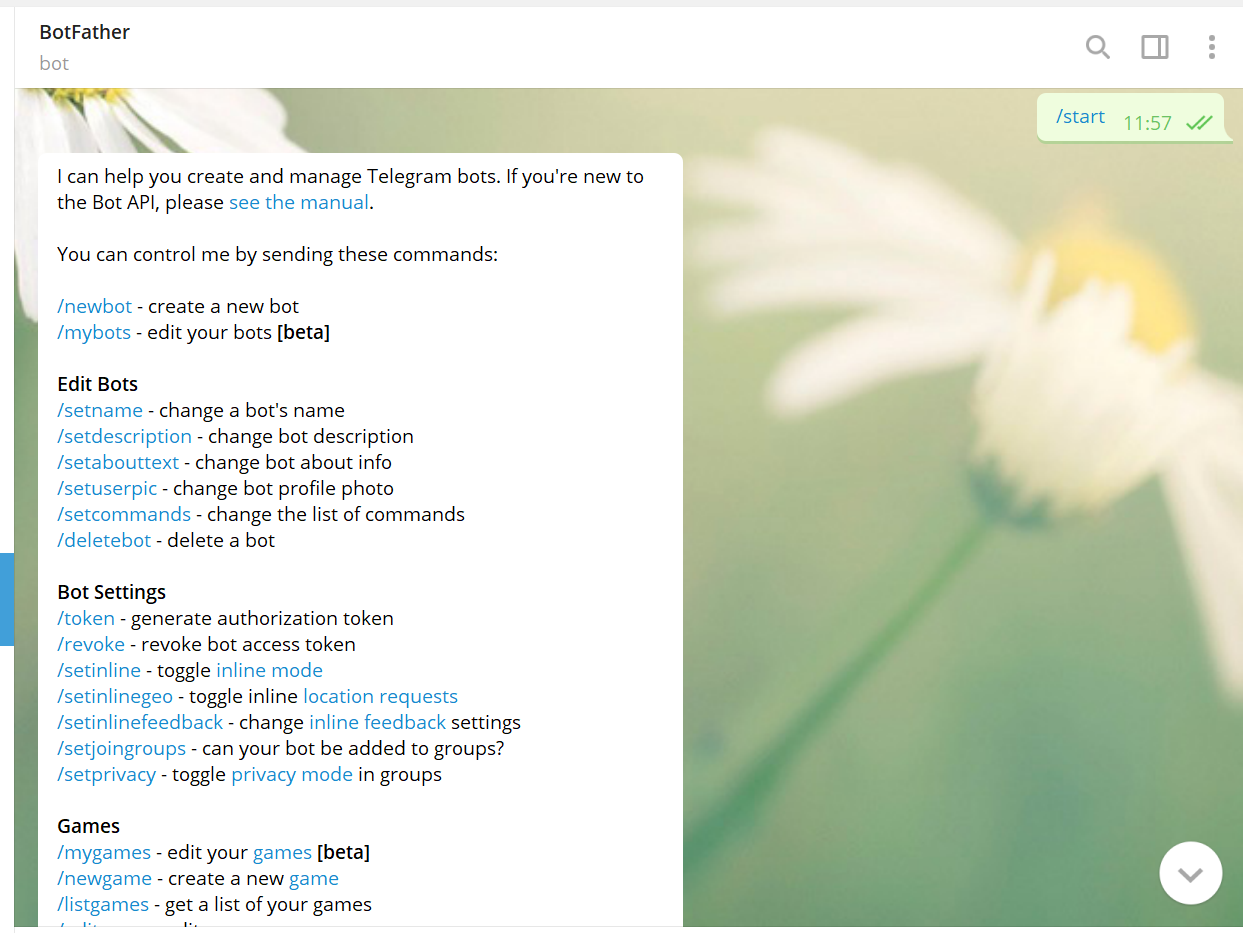 BotFather
bot
/start 11:57
I can help you create and manage Telegram bots. If you're new to
the Bot API, please see the manual.
You can control me by sending these commands:
/newbot - create a new bot
/mybots - edit your bots [beta]
Edit Bots
/setname - change a bot's name
/setdescription - change bot description
/setabouttext - change bot about info
/setuserpic - change bot profile photo
/setcommands - change the list of commands
/deletebot - delete a bot
Bot Settings
/token - generate authorization token
/revoke - revoke bot access token
/setinline - toggle inline mode
/setinlinegeo - toggle inline location requests
/setinlinefeedback - change inline feedback settings
/setjoingroups - can your bot be added to groups?
/setprivacy - toggle privacy mode in groups
Games
/mygames - edit your games [beta]
/newgame - create a new game
/listgames - get a list of your games